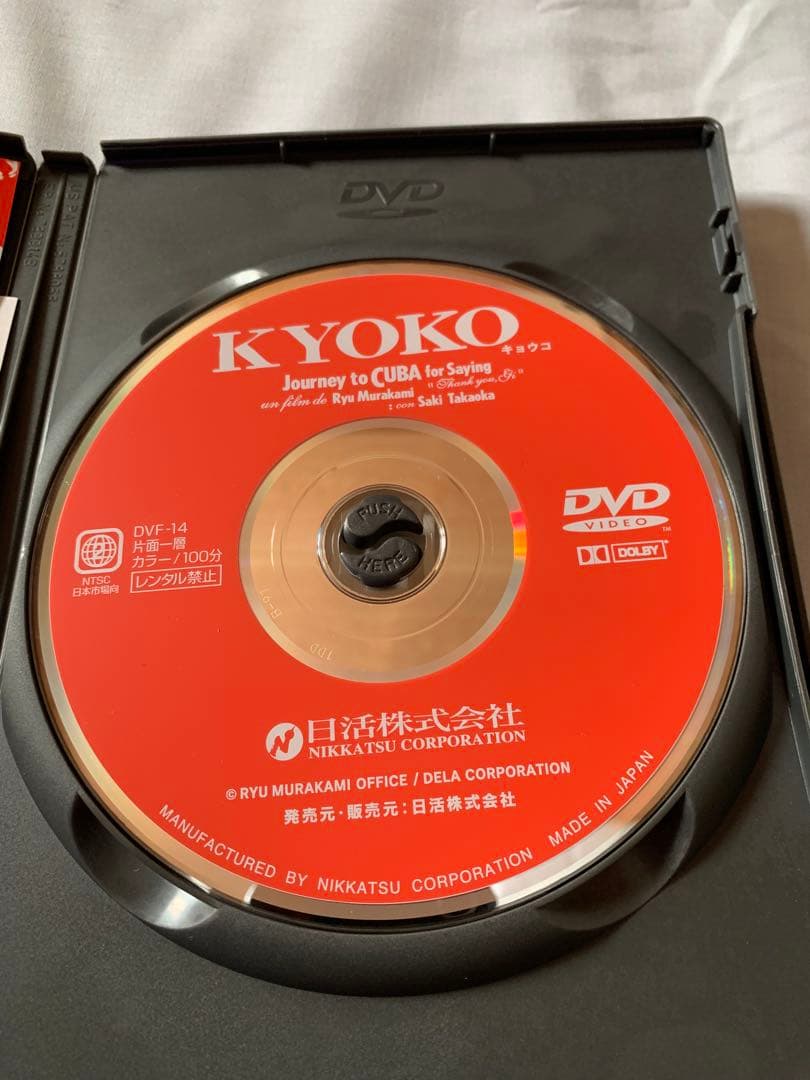 DVD
KYOKO
キョウコ
Journey to CUBA for Saying
"Thank you, Gi"
un film de Ryu Murakami
: con Saki Takaoka
PUSH
HERE
DVD
VIDEO
TM
DOLBY
2
NTSC
日本市場向
DVF-14
片面一層
カラー/100分
レンタル禁止
日活株式会社
NIKKATSU CORPORATION
© RYU MURAKAMI OFFICE / DELA CORPORATION
発売元・販売元:日活株式会社
MANUFACTURED BY NIKKATSU CORPORATION MADE IN JAPAN